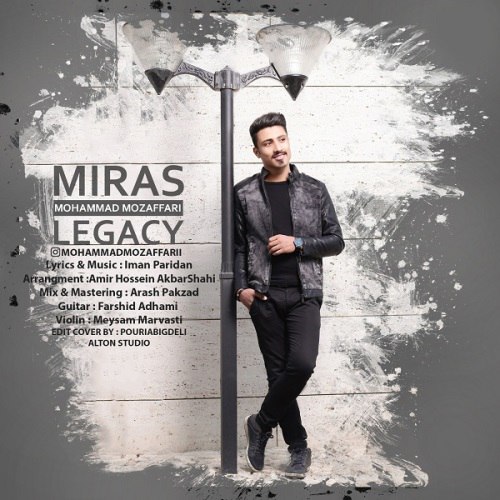 MIRAS
MOHAMMAD MOZAFFARI
LEGACY
MOHAMMADMOZAFFARII
Lyrics & Music : Iman Paridan
Arrangment :Amir Hossein AkbarShahi
Mix & Mastering : Arash Pakzad
Guitar : Farshid Adhami
Violin : Meysam Marvasti
EDIT COVER BY : POURIABIGDELI
ALTON STUDIO